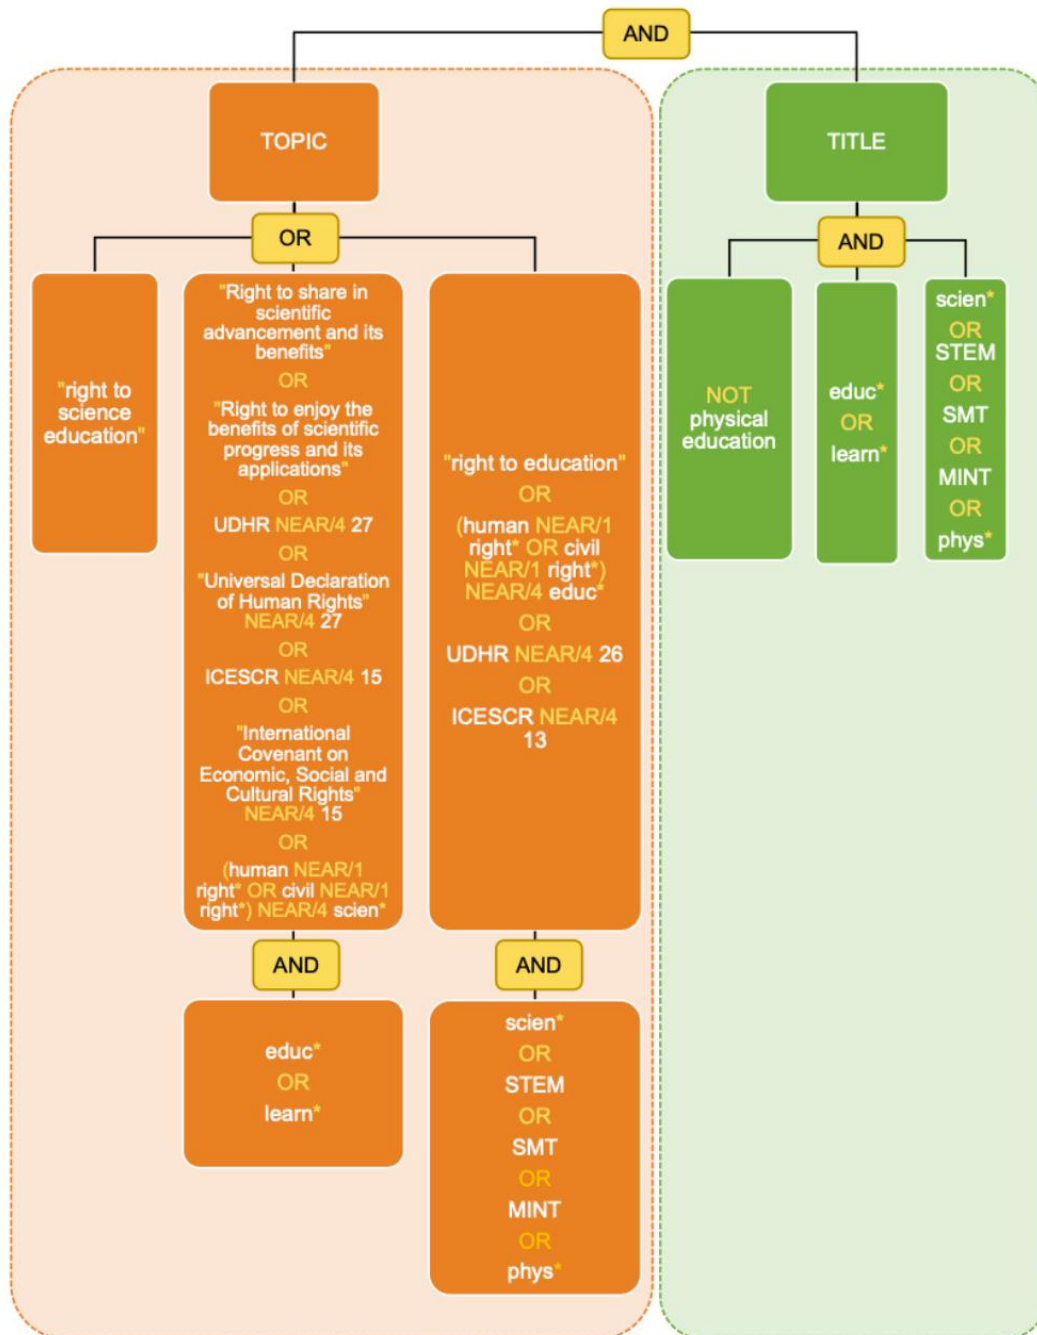 AND
TOPIC
OR
"right to
science
education"
"Right to share in
scientific
advancement and its
benefits"
OR
"Right to enjoy the
benefits of scientific
progress and its
applications"
OR
UDHR NEAR/4 27
OR
"Universal Declaration
of Human Rights"
NEAR/4 27
OR
ICESCR NEAR/4 15
OR
"International
Covenant on
Economic, Social and
Cultural Rights"
NEAR/4 15
OR
(human NEAR/1
right* OR civil NEAR/1
right*) NEAR/4 scien*
AND
educ*
OR
learn*
"right to education"
OR
(human NEAR/1
right* OR civil
NEAR/1 right*)
NEAR/4 educ*
OR
UDHR NEAR/4 26
OR
ICESCR NEAR/4
13
AND
scien*
OR
STEM
OR
SMT
OR
MINT
OR
phys*
TITLE
AND
NOT
physical
education
educ*
OR
learn*
scien*
OR
STEM
OR
SMT
OR
MINT
OR
phys*